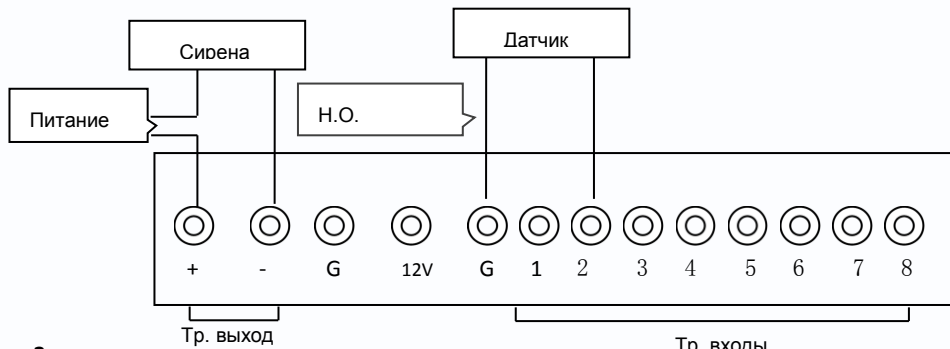 Датчик
Сирена
Питание
Н.О.
+ - G 12V G 1 2 3 4 5 6 7 8
Тр. выход
Тр. входы